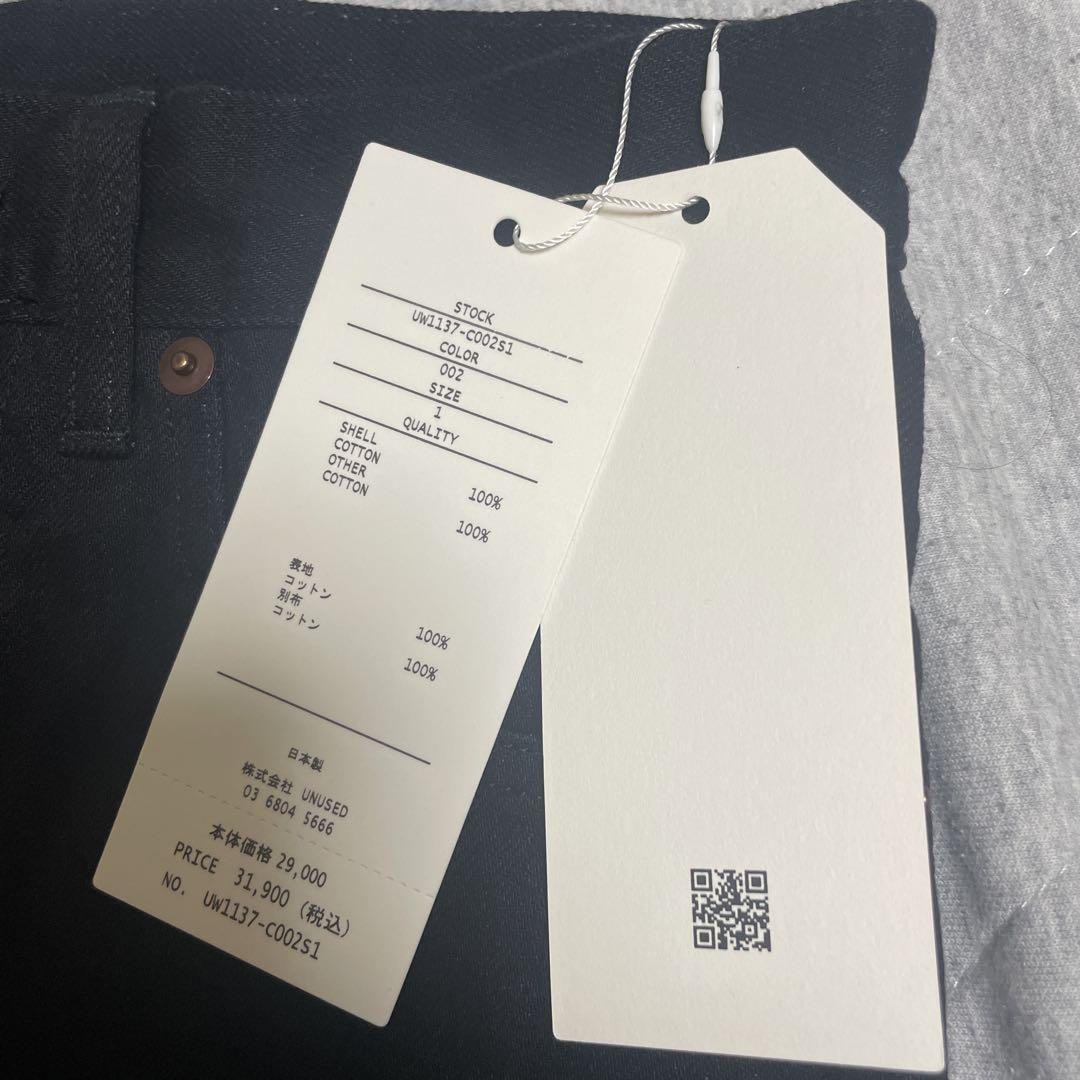 STOCK
UW1137-C002S1
COLOR
002
SIZE
1
QUALITY
SHELL
COTTON 100%
OTHER
COTTON 100%
表地
コットン 100%
別布
コットン 100%
日本製
株式会社 UNUSED
03 6804 5666
本体価格 29,000
PRICE 31,900 (税込)
NO. UW1137-C002S1